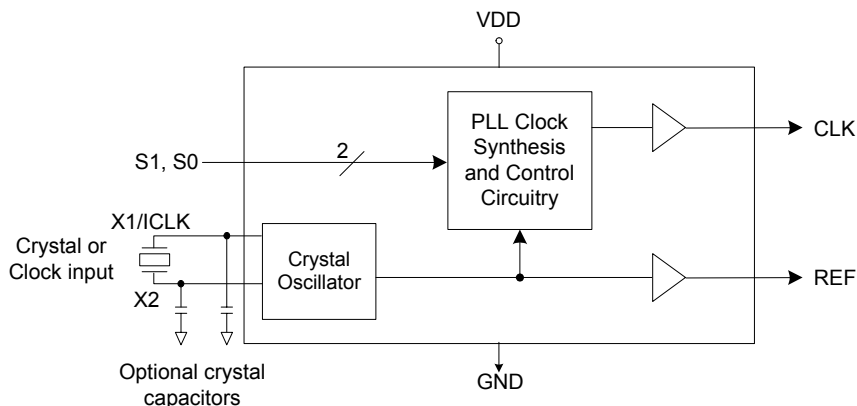 VDD
PLL Clock
Synthesis
and Control
Circuitry
CLK
S1, S0
2
X1/ICLK
Crystal or
Clock input
X2
Crystal
Oscillator
REF
Optional crystal
capacitors
GND